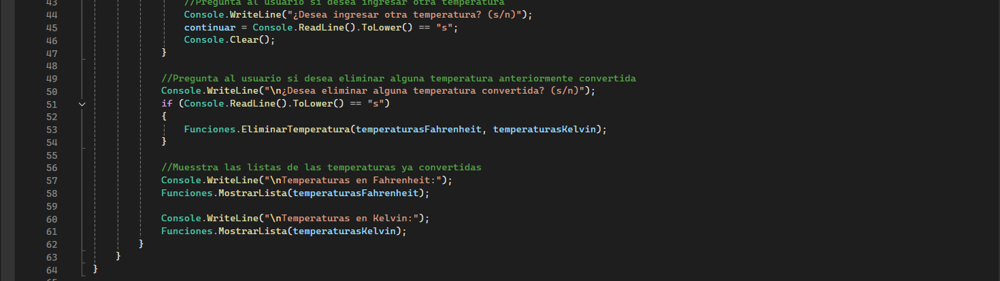 43 //Pregunta al usuario si desea ingresar otra temperatura
44 Console.WriteLine("¿Desea ingresar otra temperatura? (s/n)");
45 continuar = Console.ReadLine().ToLower() == "s";
46 Console.Clear();
47 }
48
49 //Pregunta al usuario si desea eliminar alguna temperatura anteriormente convertida
50 Console.WriteLine("\n¿Desea eliminar alguna temperatura convertida? (s/n)");
51 if (Console.ReadLine().ToLower() == "s")
52 {
53 Funciones.EliminarTemperatura(temperaturasFahrenheit, temperaturasKelvin);
54 }
55
56 //Muesstra las listas de las temperaturas ya convertidas
57 Console.WriteLine("\nTemperaturas en Fahrenheit:");
58 Funciones.MostrarLista(temperaturasFahrenheit);
59
60 Console.WriteLine("\nTemperaturas en Kelvin:");
61 Funciones.MostrarLista(temperaturasKelvin);
62 }
63 }
64 }